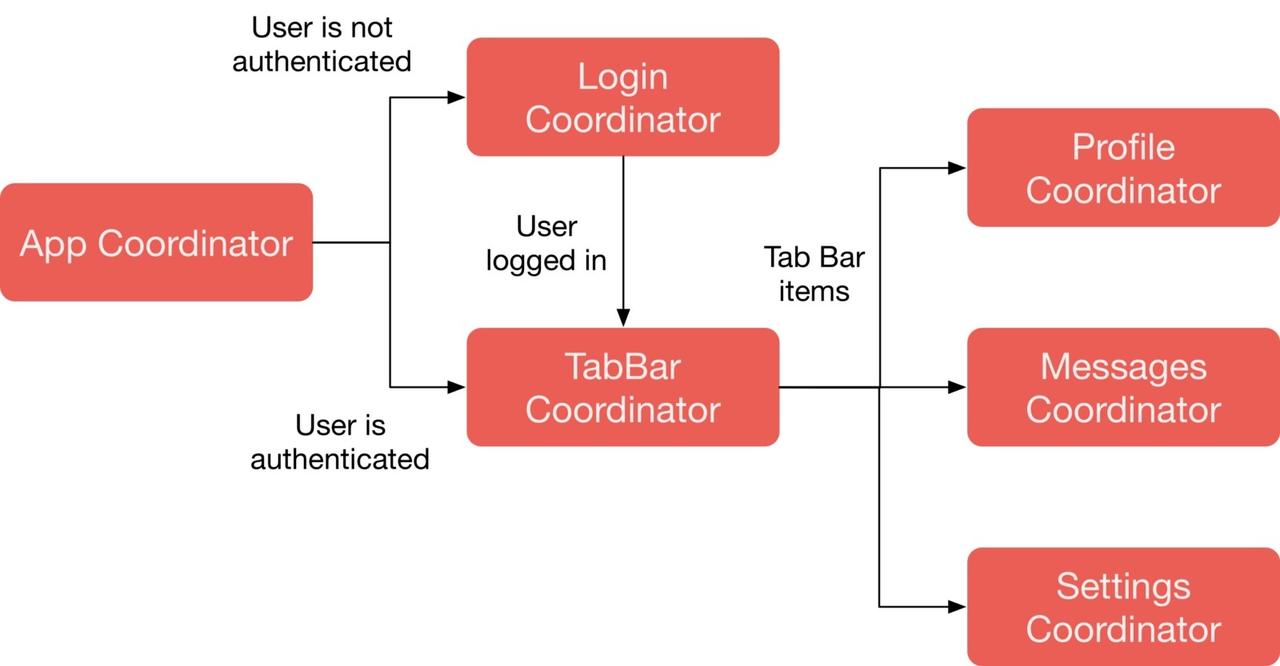 User is not
authenticated
Login
Coordinator
Profile
Coordinator
App Coordinator
User
logged in
Tab Bar
items
TabBar
Coordinator
Messages
Coordinator
User is
authenticated
Settings
Coordinator